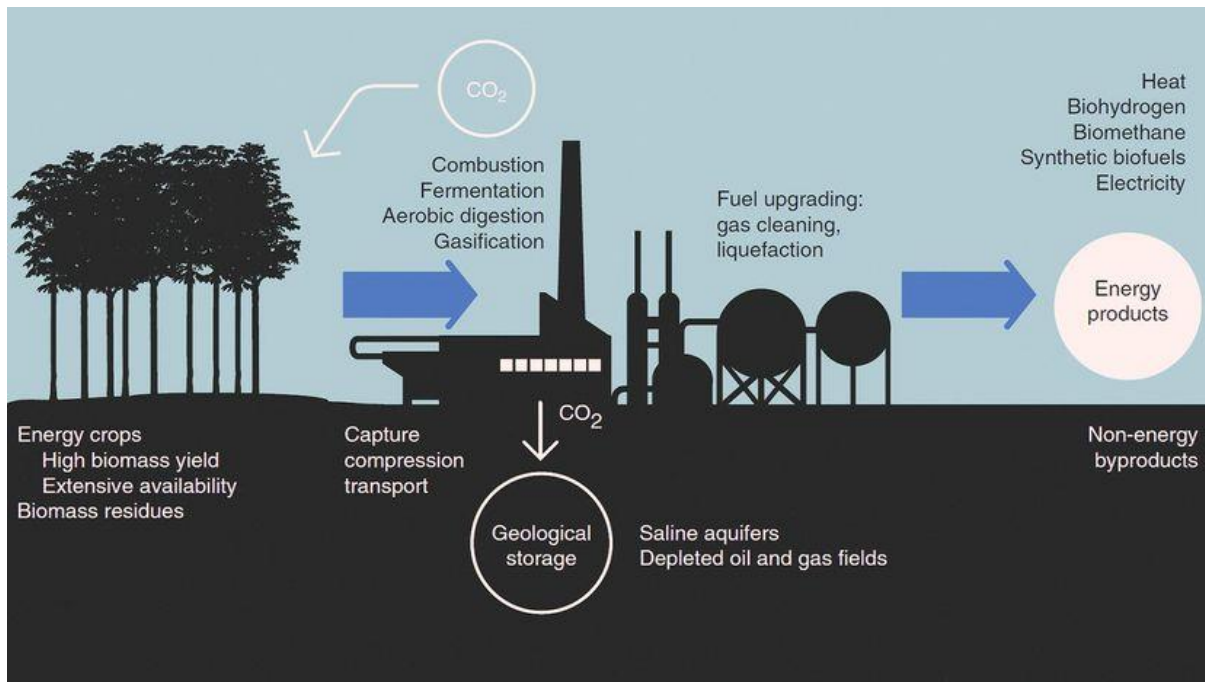 CO₂
Combustion
Fermentation
Aerobic digestion
Gasification
Fuel upgrading:
gas cleaning,
liquefaction
Heat
Biohydrogen
Biomethane
Synthetic biofuels
Electricity
Energy
products
Energy crops
High biomass yield
Extensive availability
Biomass residues
Capture
compression
transport
CO₂
Geological
storage
Saline aquifers
Depleted oil and gas fields
Non-energy
byproducts